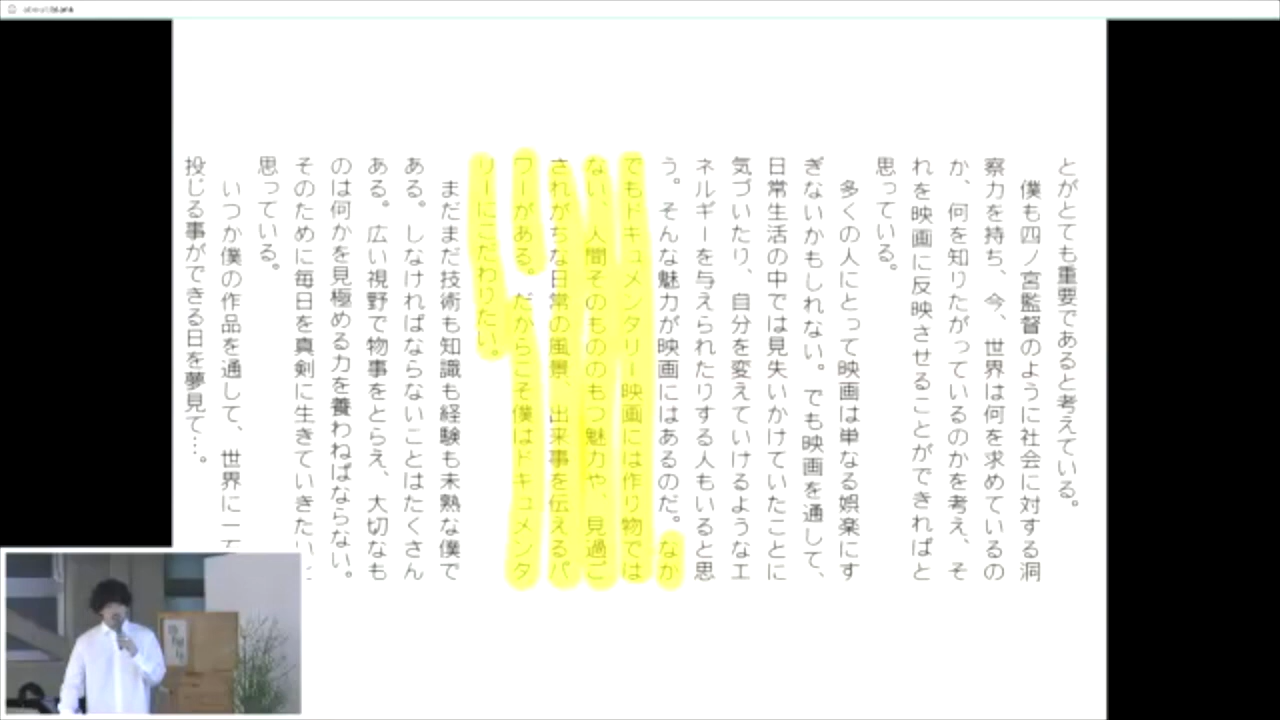 about:blank
とがとても重要であると考えている。
僕も四ノ宮監督のように社会に対する洞
察力を持ち、今、世界は何を求めているの
か、何を知りたがっているのかを考え、そ
れを映画に反映させることができればと
思っている。
多くの人にとって映画は単なる娯楽にす
ぎないかもしれない。でも映画を通して、
日常生活の中では見失いかけていたことに
気づいたり、自分を変えていけるようなエ
ネルギーを与えられたりする人もいると思
う。そんな魅力が映画にはあるのだ。なか
でもドキュメンタリー映画には作り物では
ない、人間そのもののもつ魅力や、見過ご
されがちな日常の風景、出来事を伝えるパ
ワーがある。だからこそ僕はドキュメンタ
リーにこだわりたい。
まだまだ技術も知識も経験も未熟な僕で
ある。しなければならないことはたくさん
ある。広い視野で物事をとらえ、大切なも
のは何かを見極める力を養わねばならない。
そのために毎日を真剣に生きていきたい
思っている。
いつか僕の作品を通して、世界に一
投じる事ができる日を夢見て…。